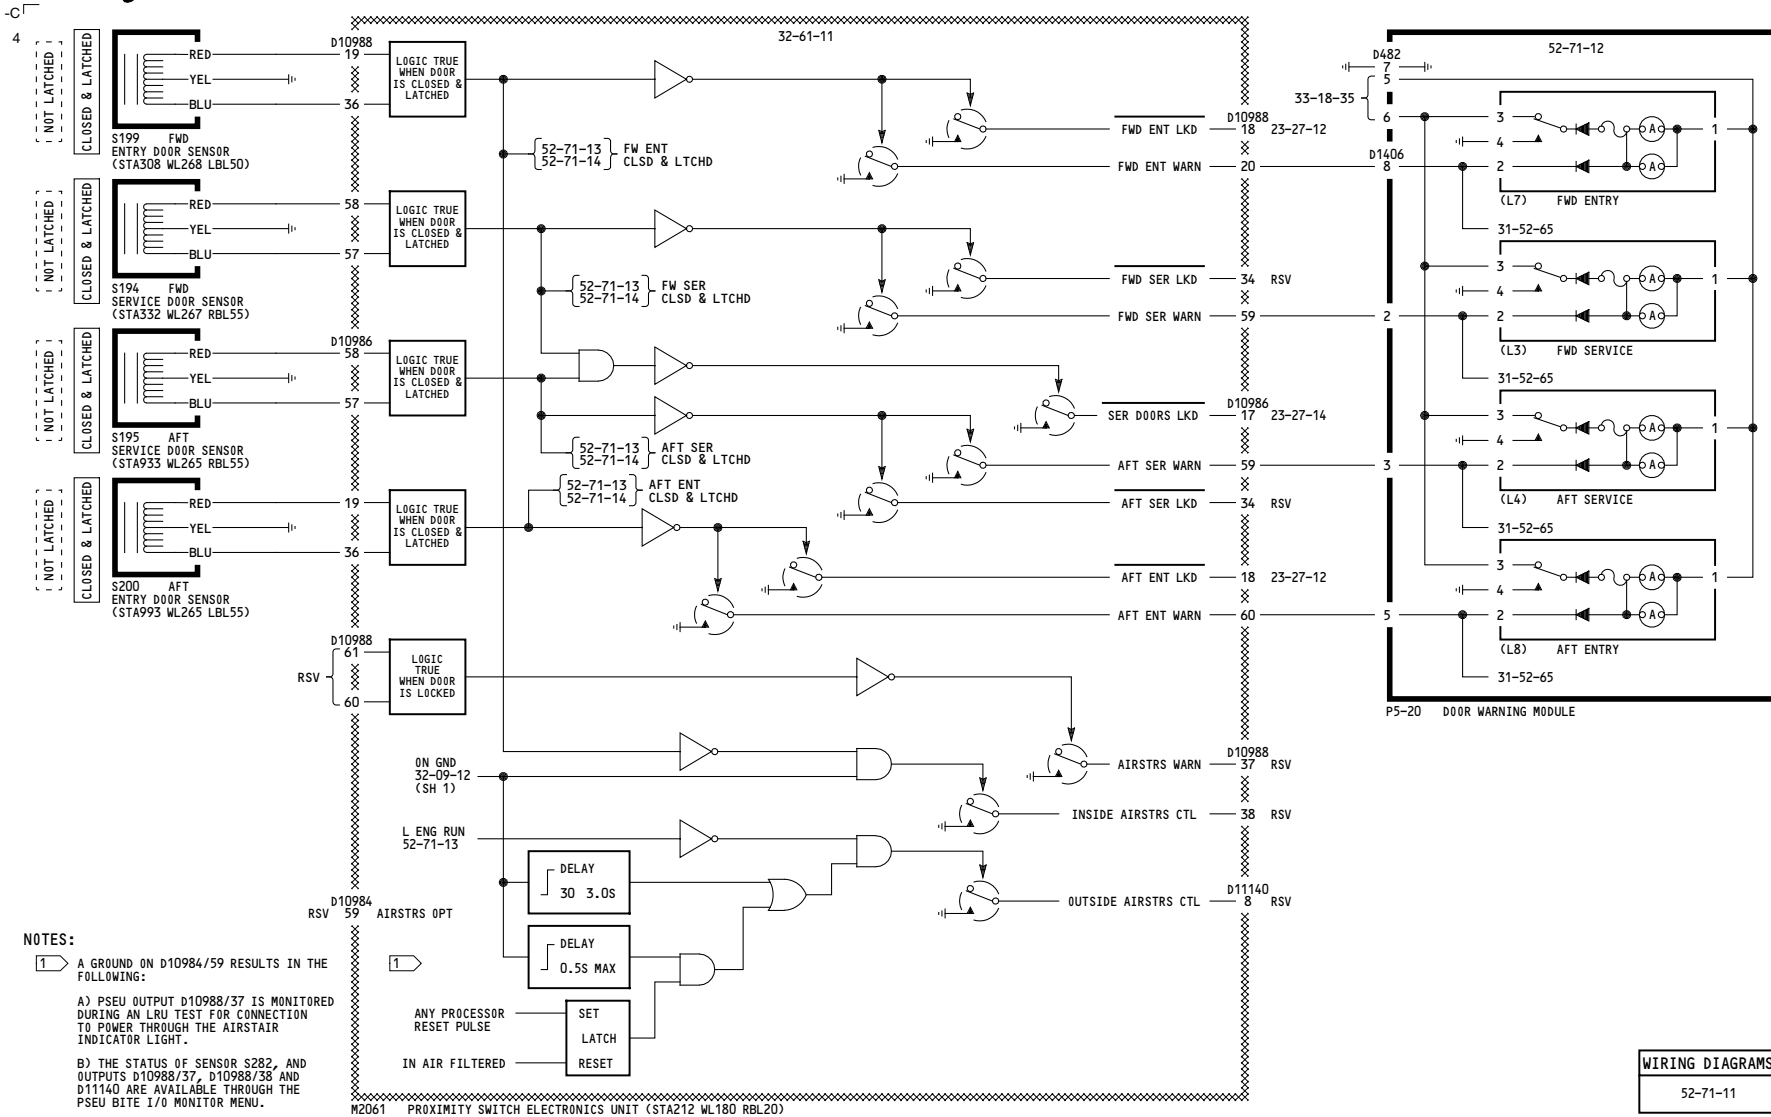 -C
4
32-61-11
52-71-12
NOT LATCHED
CLOSED & LATCHED
RED
YEL
BLU
S199 FWD
ENTRY DOOR SENSOR
(STA308 WL268 LBL50)
D10988
19
36
LOGIC TRUE
WHEN DOOR
IS CLOSED &
LATCHED
52-71-13
52-71-14
FW ENT
CLSD & LTCHD
FWD ENT LKD
D10988
18 23-27-12
FWD ENT WARN
20
D482
7
5
33-18-35
6
D1406
8
3
4
2
1
A
A
(L7) FWD ENTRY
31-52-65
NOT LATCHED
CLOSED & LATCHED
RED
YEL
BLU
S194 FWD
SERVICE DOOR SENSOR
(STA332 WL267 RBL55)
58
57
LOGIC TRUE
WHEN DOOR
IS CLOSED &
LATCHED
52-71-13
52-71-14
FW SER
CLSD & LTCHD
FWD SER LKD
34 RSV
FWD SER WARN
59
2
3
4
2
1
A
A
(L3) FWD SERVICE
31-52-65
NOT LATCHED
CLOSED & LATCHED
RED
YEL
BLU
S195 AFT
SERVICE DOOR SENSOR
(STA933 WL265 RBL55)
D10986
58
57
LOGIC TRUE
WHEN DOOR
IS CLOSED &
LATCHED
SER DOORS LKD
D10986
17 23-27-14
52-71-13
52-71-14
AFT SER
CLSD & LTCHD
AFT SER WARN
59
3
AFT SER LKD
34 RSV
3
4
2
1
A
A
(L4) AFT SERVICE
31-52-65
NOT LATCHED
CLOSED & LATCHED
RED
YEL
BLU
S200 AFT
ENTRY DOOR SENSOR
(STA993 WL265 LBL55)
19
36
LOGIC TRUE
WHEN DOOR
IS CLOSED &
LATCHED
52-71-13
52-71-14
AFT ENT
CLSD & LTCHD
AFT ENT LKD
18 23-27-12
AFT ENT WARN
60
5
3
4
2
1
A
A
(L8) AFT ENTRY
31-52-65
P5-20 DOOR WARNING MODULE
D10988
61
RSV
60
LOGIC
TRUE
WHEN DOOR
IS LOCKED
AIRSTRS WARN
D10988
37 RSV
ON GND
32-09-12
(SH 1)
INSIDE AIRSTRS CTL
38 RSV
L ENG RUN
52-71-13
DELAY
30 3.0S
OUTSIDE AIRSTRS CTL
D11140
8 RSV
D10984
RSV 59 AIRSTRS OPT
DELAY
0.5S MAX
1
ANY PROCESSOR
RESET PULSE
SET
LATCH
RESET
IN AIR FILTERED
NOTES:
1 A GROUND ON D10984/59 RESULTS IN THE
FOLLOWING:
A) PSEU OUTPUT D10988/37 IS MONITORED
DURING AN LRU TEST FOR CONNECTION
TO POWER THROUGH THE AIRSTAIR
INDICATOR LIGHT.
B) THE STATUS OF SENSOR S282, AND
OUTPUTS D10988/37, D10988/38 AND
D11140 ARE AVAILABLE THROUGH THE
PSEU BITE I/O MONITOR MENU.
M2061 PROXIMITY SWITCH ELECTRONICS UNIT (STA212 WL180 RBL20)
WIRING DIAGRAMS
52-71-11